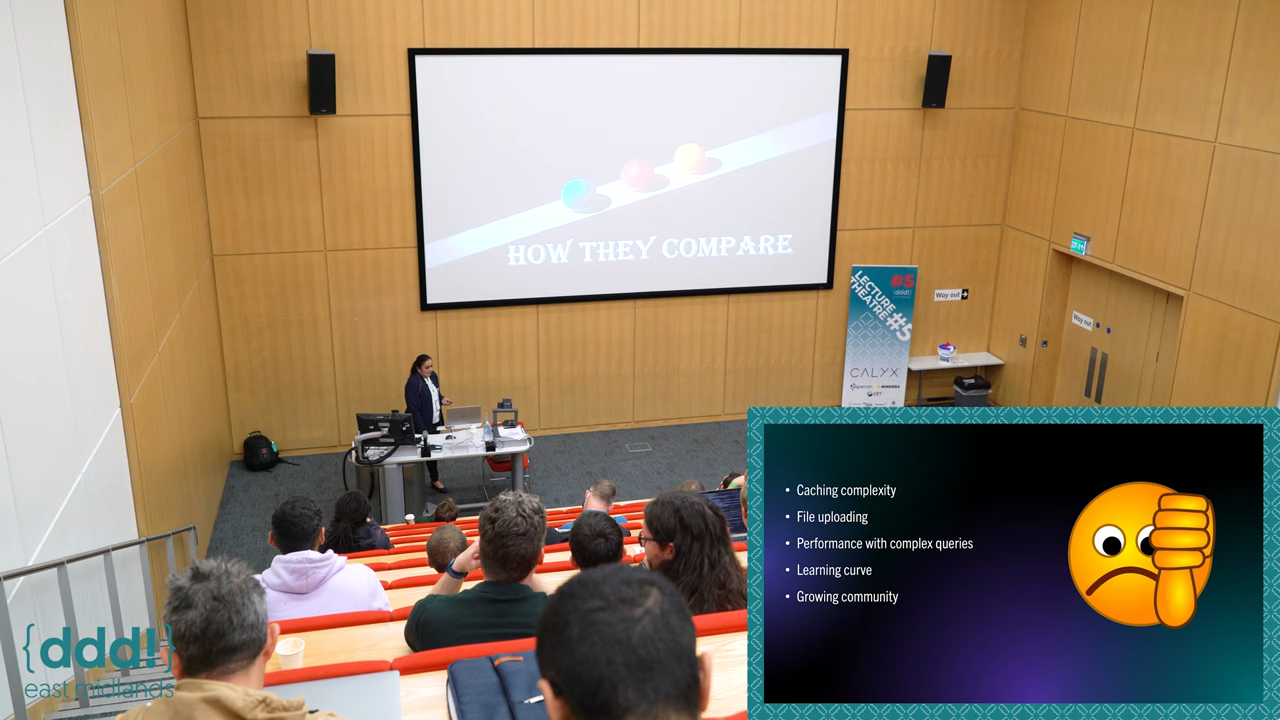 HOW THEY COMPARE
LECTURE
THEATRE
#5
#5
{ddd!}
Way out
Way out
CALYX
• Caching complexity
• File uploading
• Performance with complex queries
• Learning curve
• Growing community
{ddd!}
east midlands